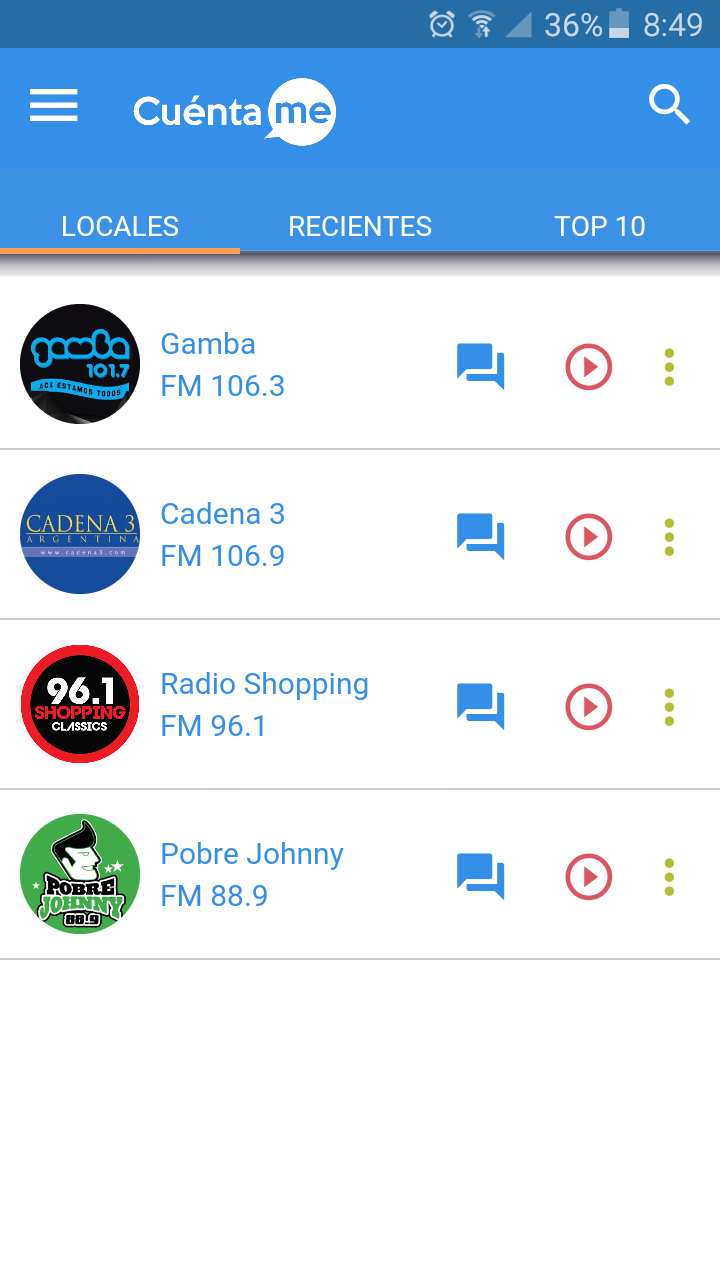 36% 8:49
Cuéntame
LOCALES RECIENTES TOP 10
gamba
101.7
ACA ESTAMOS TODOS
Gamba
FM 106.3
CADENA 3
ARGENTINA
www.cadena3.com
Cadena 3
FM 106.9
96.1
SHOPPING
CLASSICS
Radio Shopping
FM 96.1
POBRE
JOHNNY
88.9
Pobre Johnny
FM 88.9